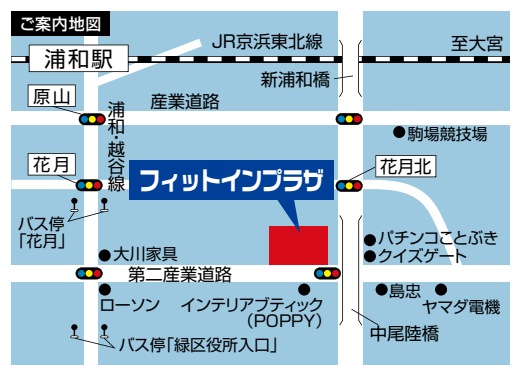 ご案内地図
JR京浜東北線
至大宮
浦和駅
新浦和橋
原山
産業道路
浦和・越谷線
駒場競技場
花月
フィットインプラザ
花月北
バス停
「花月」
パチンコことぶき
大川家具
クイズゲート
第二産業道路
島忠
ローソン
インテリアブティック
(POPPY)
ヤマダ電機
中尾陸橋
バス停「緑区役所入口」